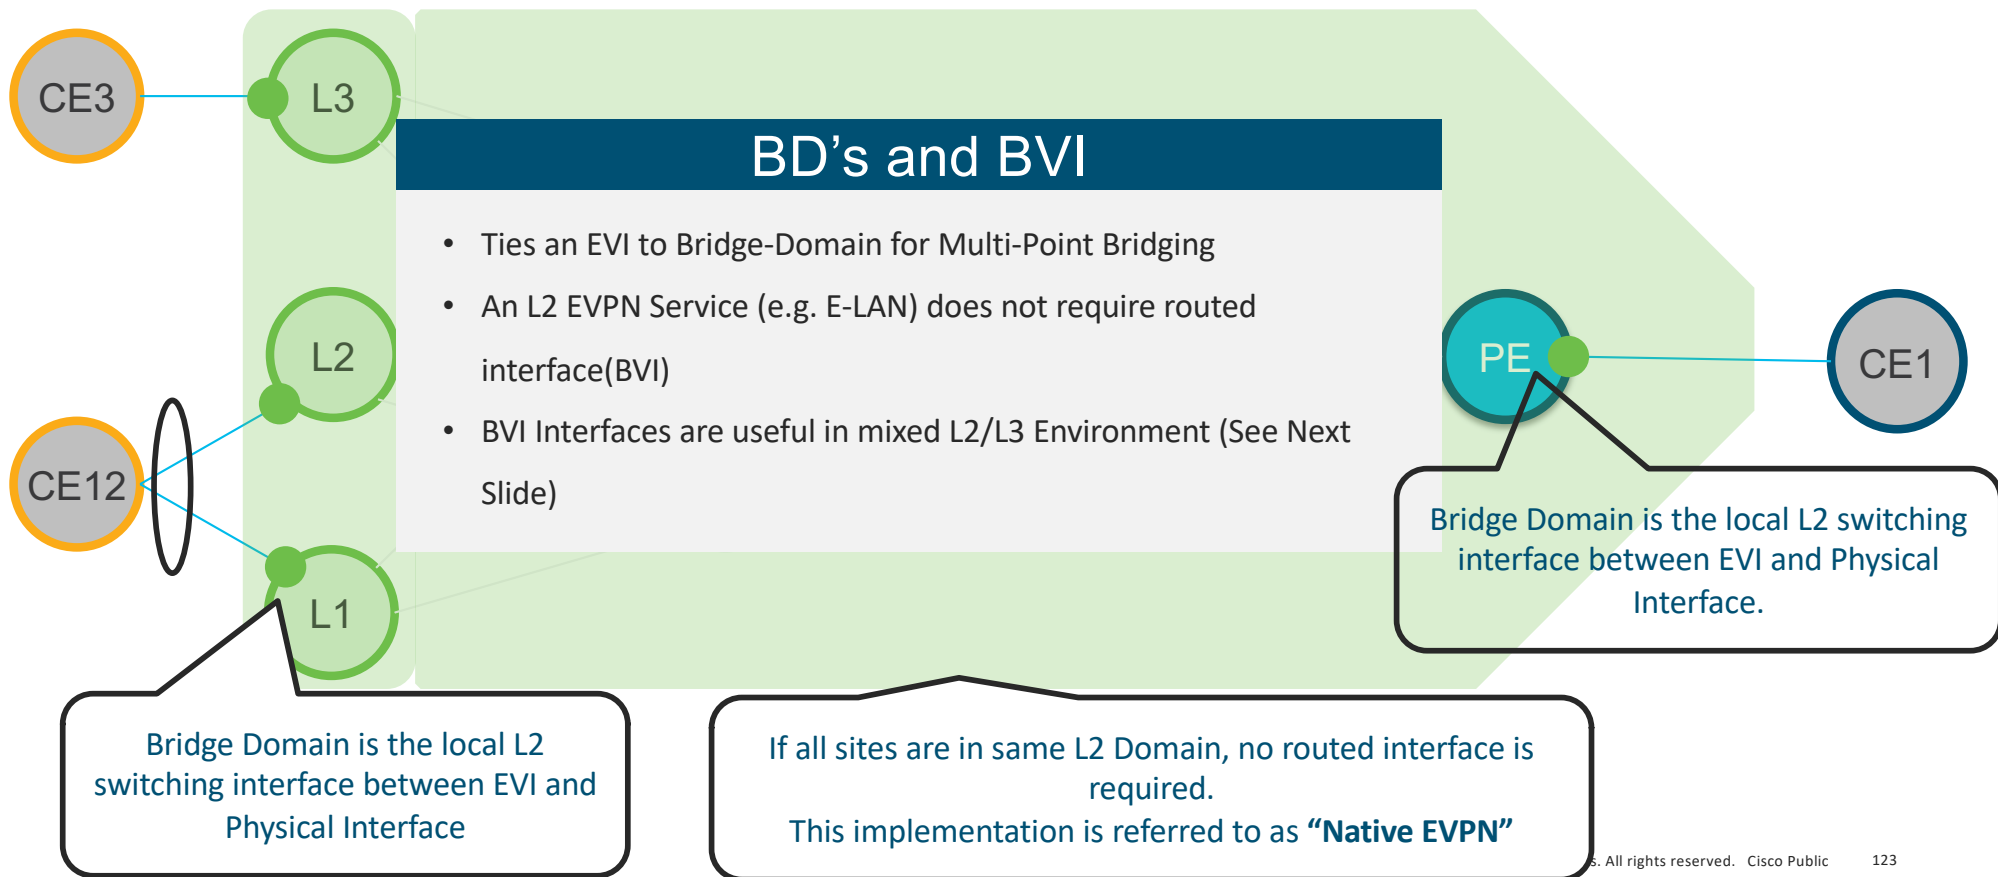 CE3
L3
BD's and BVI
• Ties an EVI to Bridge-Domain for Multi-Point Bridging
• An L2 EVPN Service (e.g. E-LAN) does not require routed
interface(BVI)
• BVI Interfaces are useful in mixed L2/L3 Environment (See Next
Slide)
L2
PE
CE1
CE12
L1
Bridge Domain is the local L2 switching
interface between EVI and Physical
Interface.
Bridge Domain is the local L2
switching interface between EVI and
Physical Interface
If all sites are in same L2 Domain, no routed interface is
required.
This implementation is referred to as “Native EVPN”
s. All rights reserved. Cisco Public 123